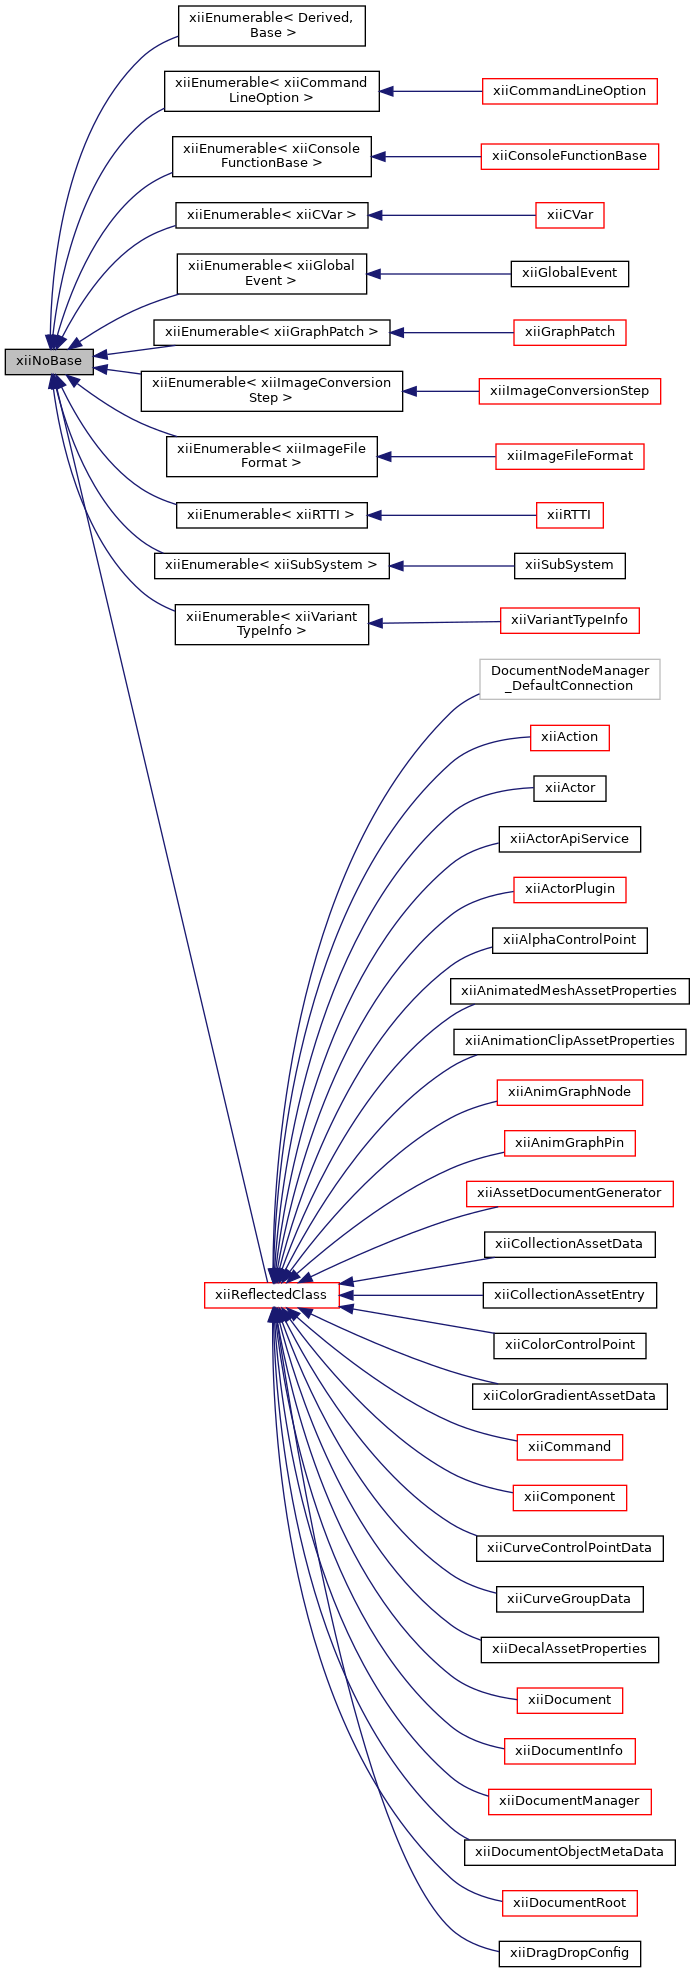 xiiEnumerable< Derived,
Base >
xiiEnumerable< xiiCommand
LineOption >
xiiCommandLineOption
xiiEnumerable< xiiConsole
FunctionBase >
xiiConsoleFunctionBase
xiiEnumerable< xiiCVar >
xiiCVar
xiiEnumerable< xiiGlobal
Event >
xiiGlobalEvent
xiiEnumerable< xiiGraphPatch >
xiiGraphPatch
xiiNoBase
xiiEnumerable< xiiImageConversion
Step >
xiiImageConversionStep
xiiEnumerable< xiiImageFile
Format >
xiiImageFileFormat
xiiEnumerable< xiiRTTI >
xiiRTTI
xiiEnumerable< xiiSubSystem >
xiiSubSystem
xiiEnumerable< xiiVariant
TypeInfo >
xiiVariantTypeInfo
DocumentNodeManager
_DefaultConnection
xiiAction
xiiActor
xiiActorApiService
xiiActorPlugin
xiiAlphaControlPoint
xiiAnimatedMeshAssetProperties
xiiAnimationClipAssetProperties
xiiAnimGraphNode
xiiAnimGraphPin
xiiAssetDocumentGenerator
xiiCollectionAssetData
xiiReflectedClass
xiiCollectionAssetEntry
xiiColorControlPoint
xiiColorGradientAssetData
xiiCommand
xiiComponent
xiiCurveControlPointData
xiiCurveGroupData
xiiDecalAssetProperties
xiiDocument
xiiDocumentInfo
xiiDocumentManager
xiiDocumentObjectMetaData
xiiDocumentRoot
xiiDragDropConfig